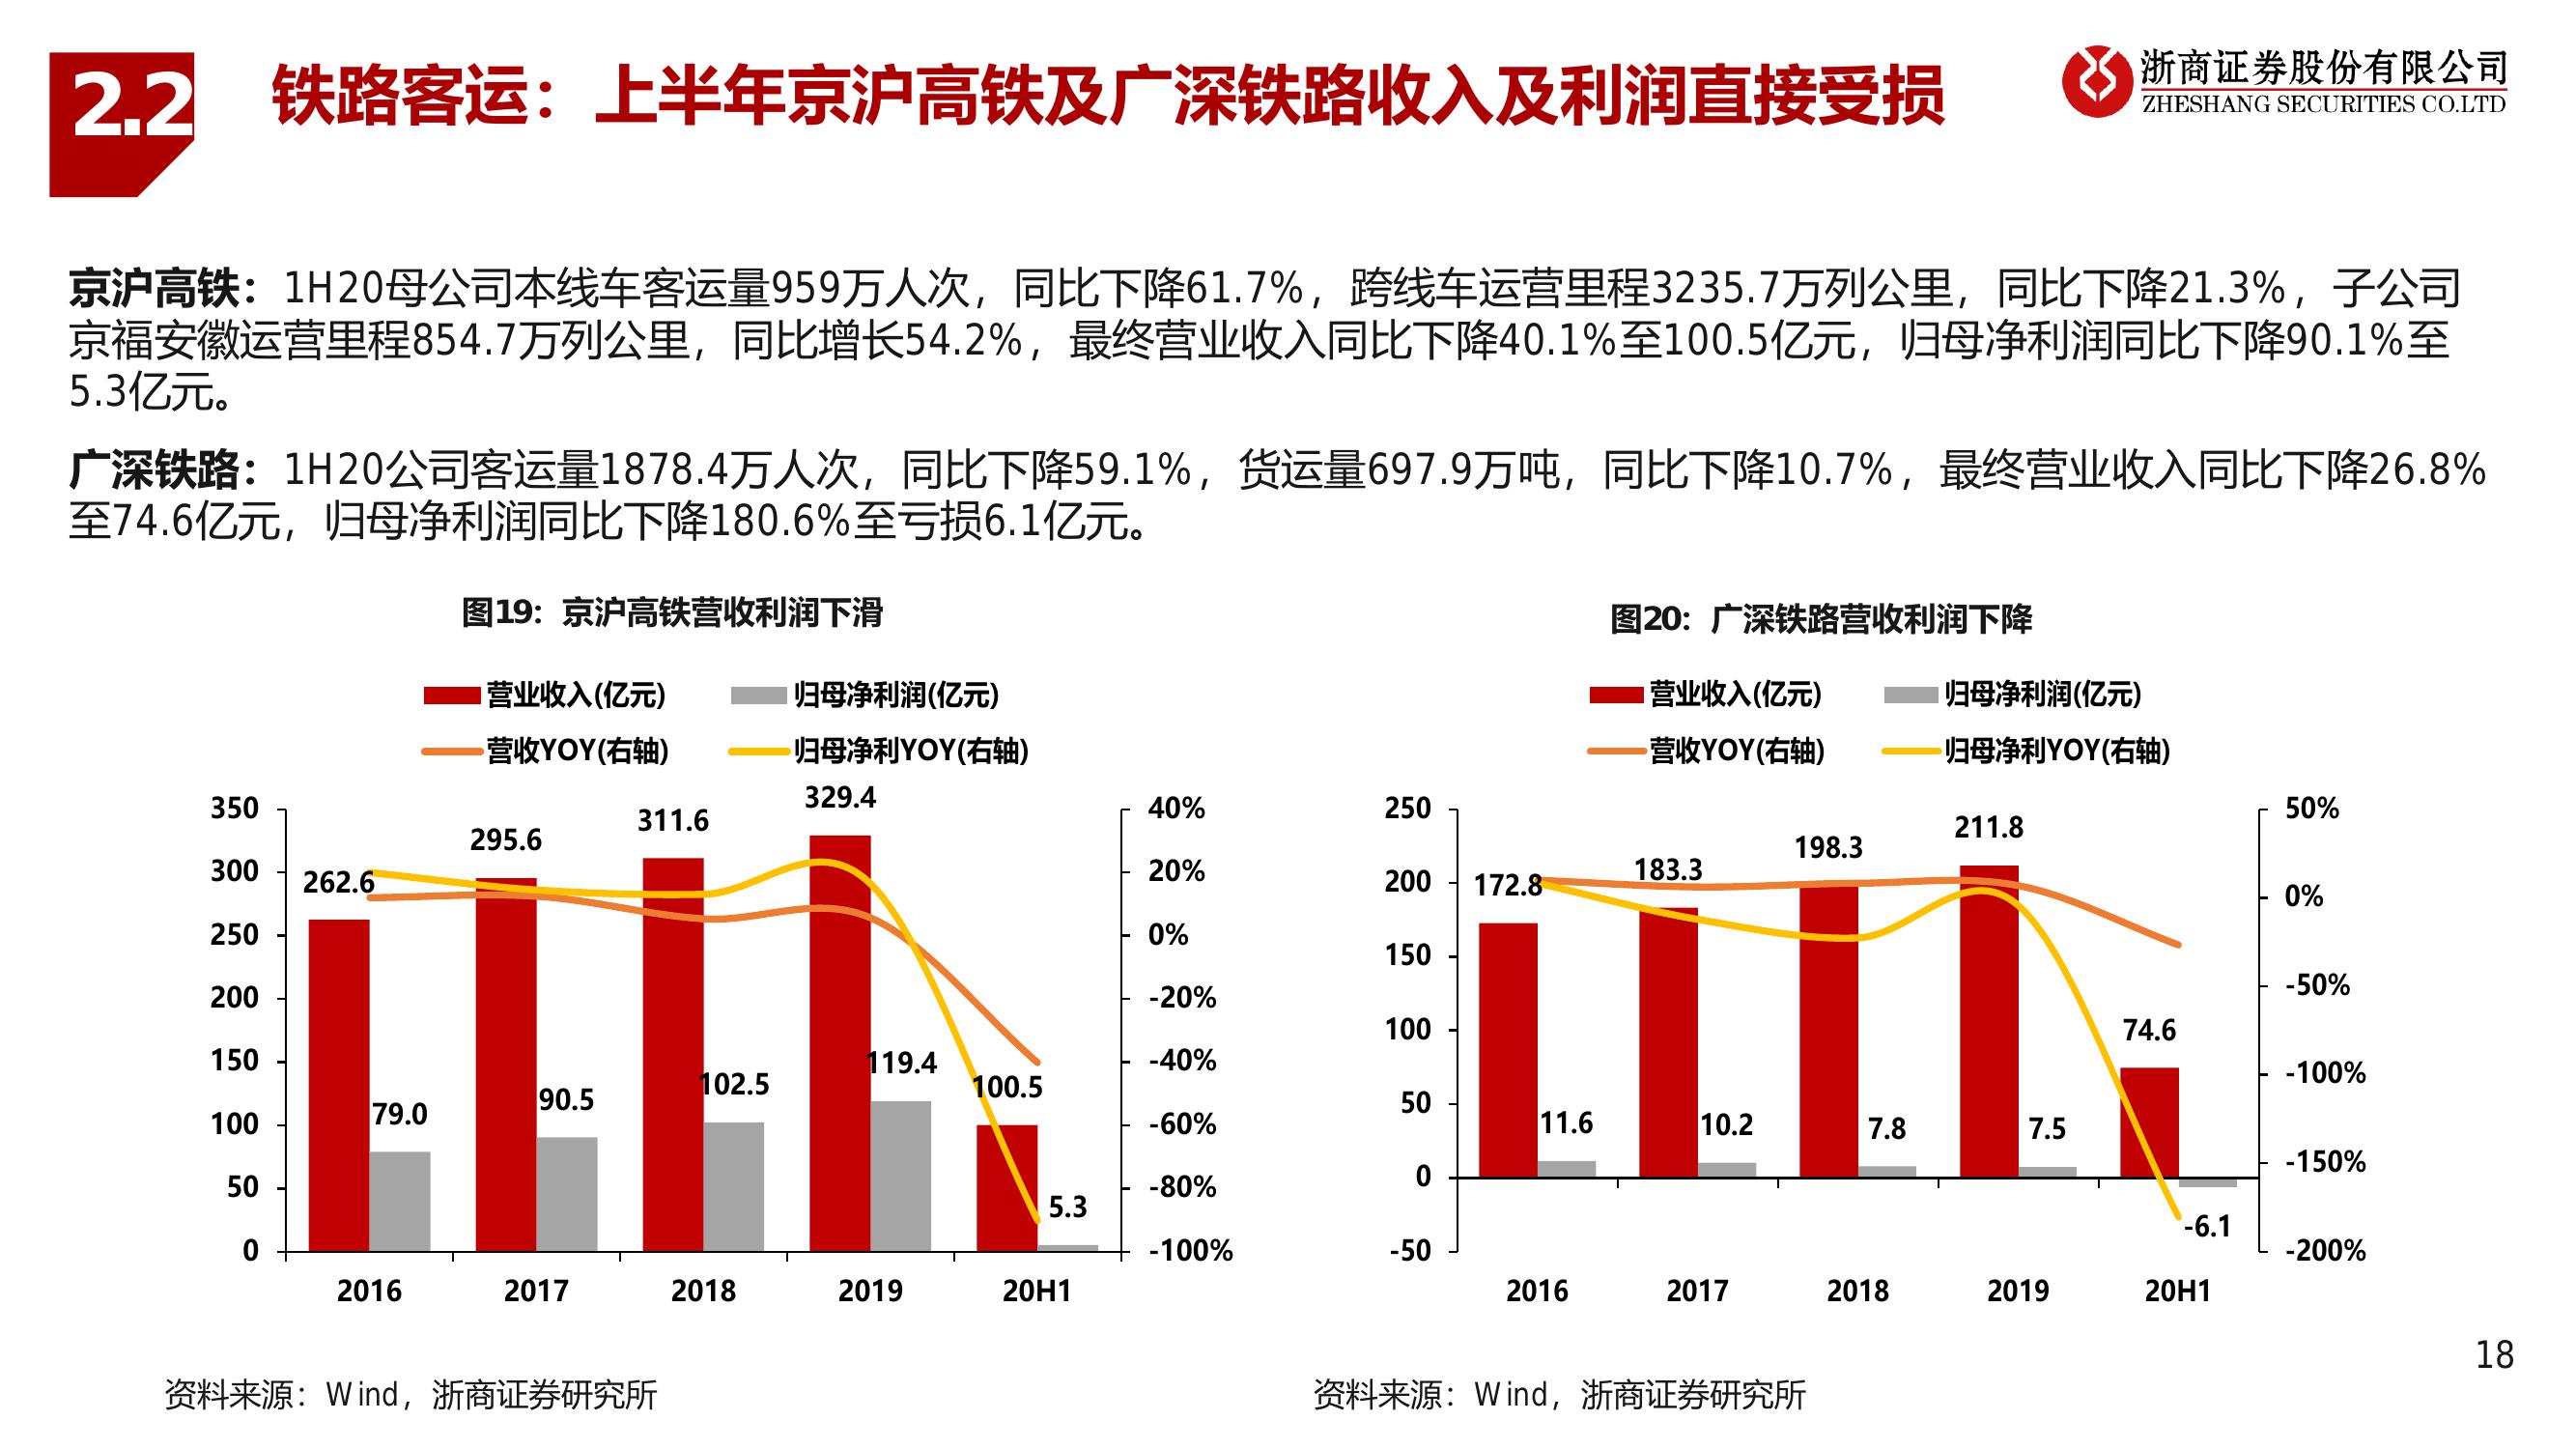 2.2
铁路客运：上半年京沪高铁及广深铁路收入及利润直接受损
浙商证券股份有限公司
ZHESHANG SECURITIES CO.LTD
京沪高铁：1H20母公司本线车客运量959万人次，同比下降61.7%，跨线车运营里程3235.7万列公里，同比下降21.3%，子公司
京福安徽运营里程854.7万列公里，同比增长54.2%，最终营业收入同比下降40.1%至100.5亿元，归母净利润同比下降90.1%至
5.3亿元。
广深铁路：1H20公司客运量1878.4万人次，同比下降59.1%，货运量697.9万吨，同比下降10.7%，最终营业收入同比下降26.8%
至74.6亿元，归母净利润同比下降180.6%至亏损6.1亿元。
图19：京沪高铁营收利润下滑
营业收入(亿元) 归母净利润(亿元)
营收YOY(右轴) 归母净利YOY(右轴)
350
300
250
200
150
100
50
0
262.6
295.6
311.6
329.4
100.5
79.0
90.5
102.5
119.4
5.3
40%
20%
0%
-20%
-40%
-60%
-80%
-100%
2016 2017 2018 2019 20H1
资料来源：Wind，浙商证券研究所
图20：广深铁路营收利润下降
营业收入(亿元) 归母净利润(亿元)
营收YOY(右轴) 归母净利YOY(右轴)
250
200
150
100
50
0
-50
172.8
183.3
198.3
211.8
74.6
11.6
10.2
7.8
7.5
-6.1
50%
0%
-50%
-100%
-150%
-200%
2016 2017 2018 2019 20H1
资料来源：Wind，浙商证券研究所
18